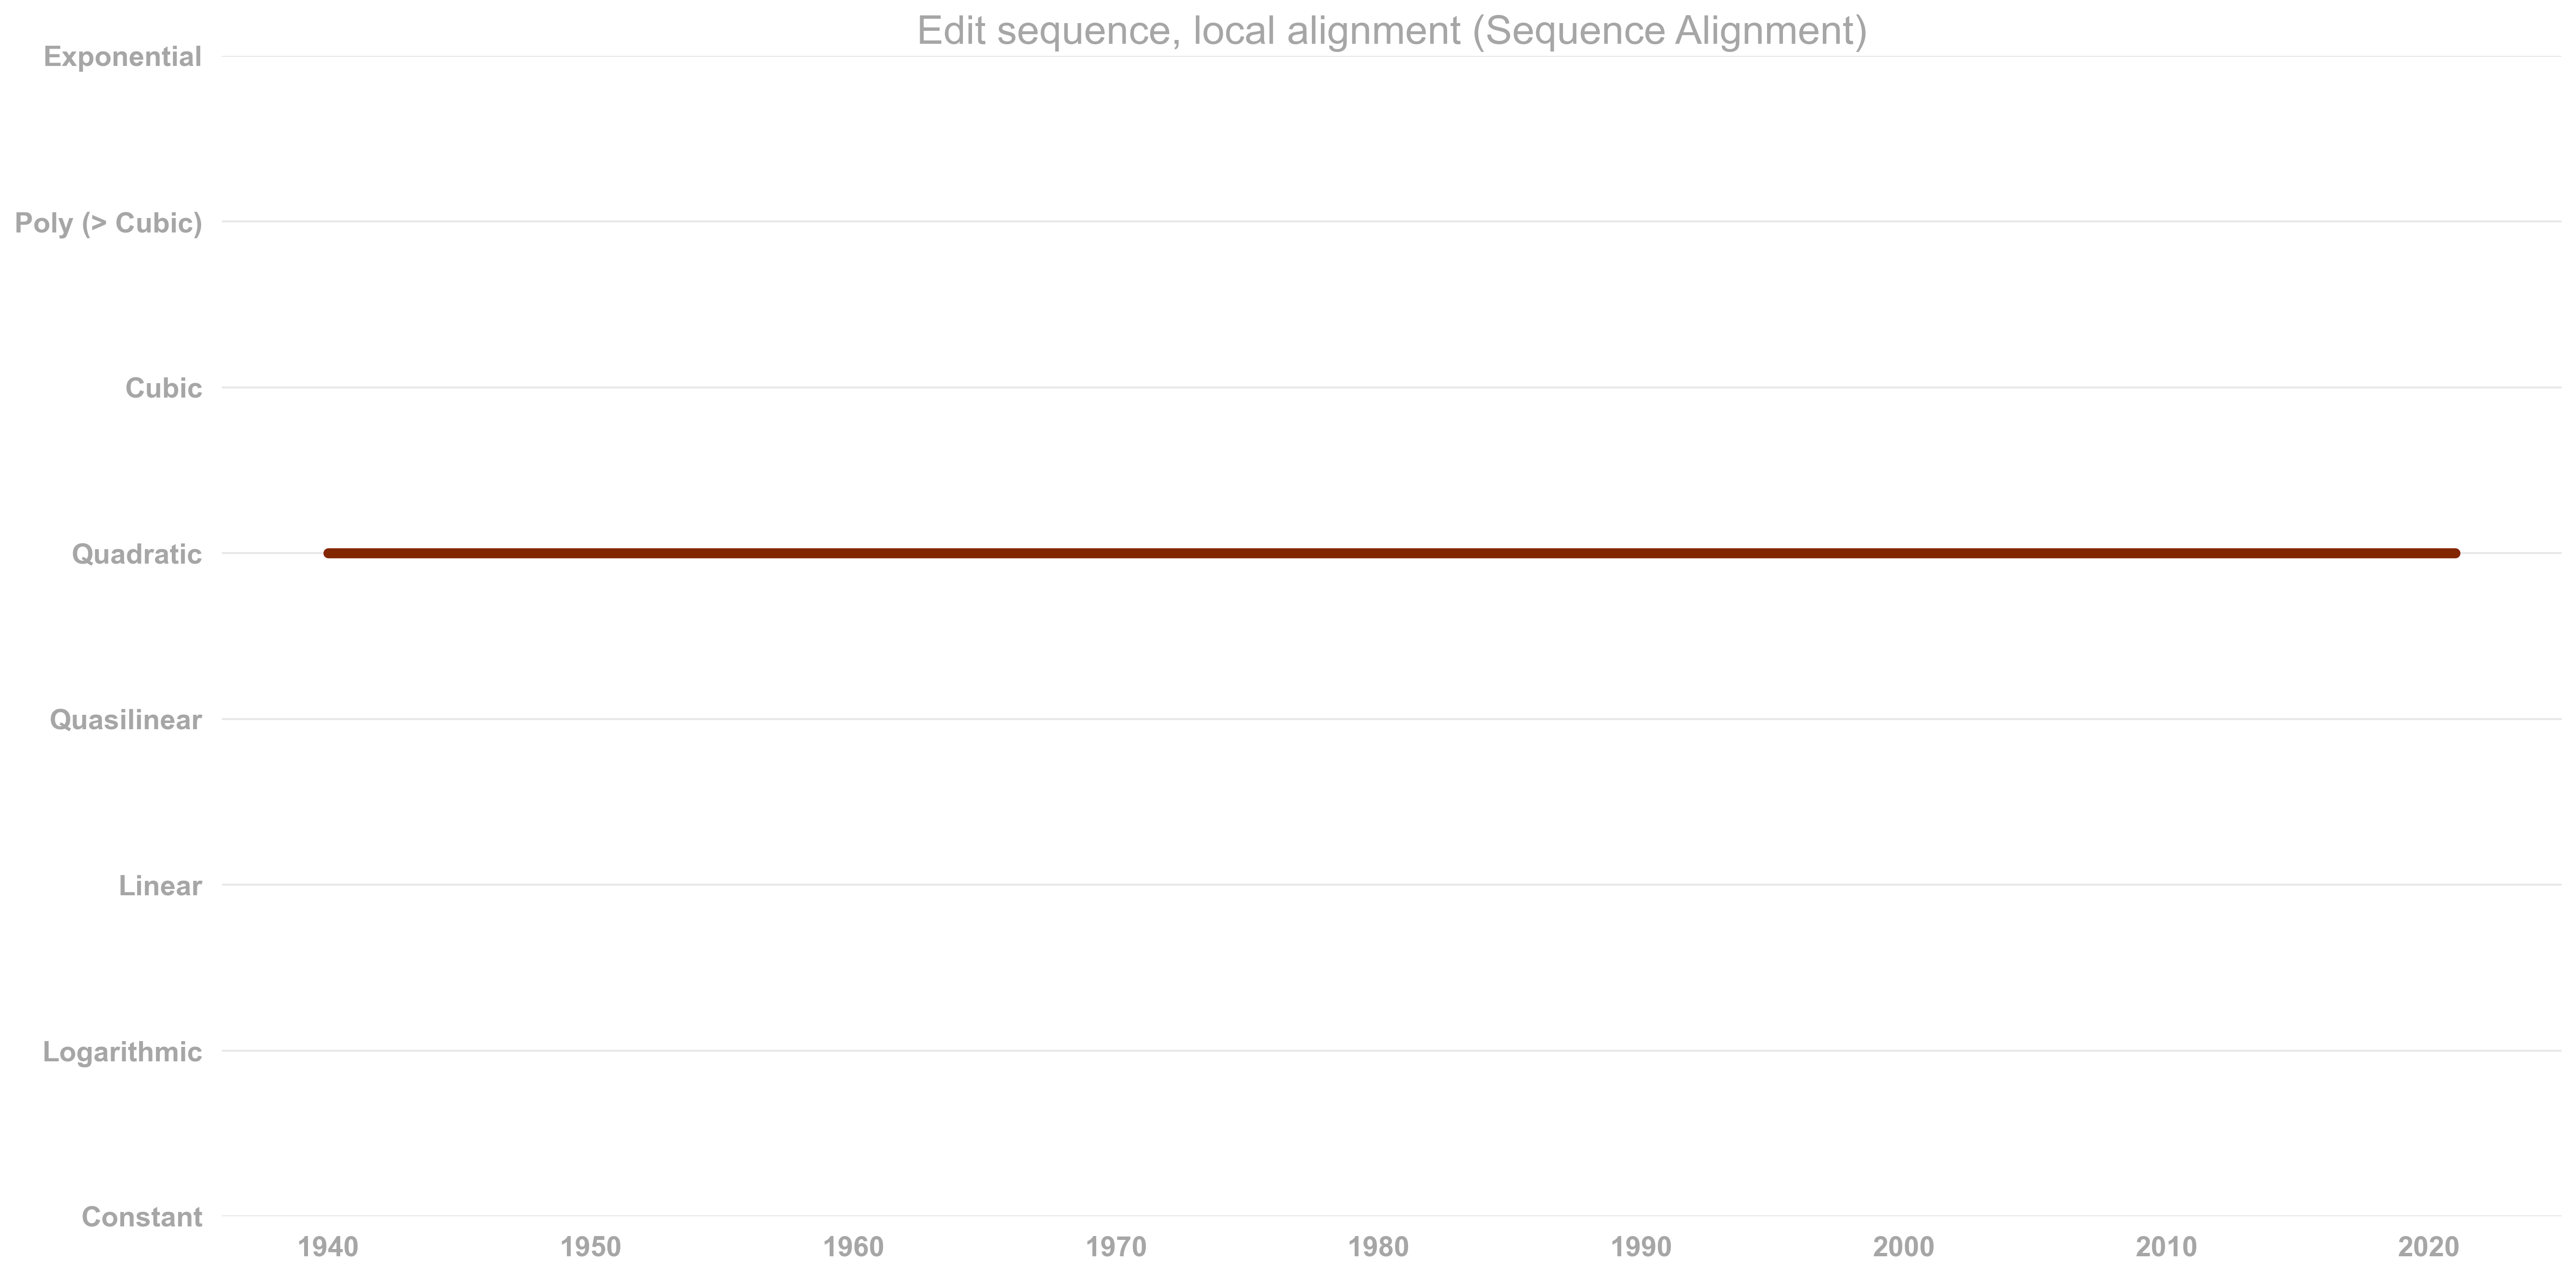 Edit sequence, local alignment (Sequence Alignment)
Exponential
Poly (> Cubic)
Cubic
Quadratic
Quasilinear
Linear
Logarithmic
Constant
1940 1950 1960 1970 1980 1990 2000 2010 2020